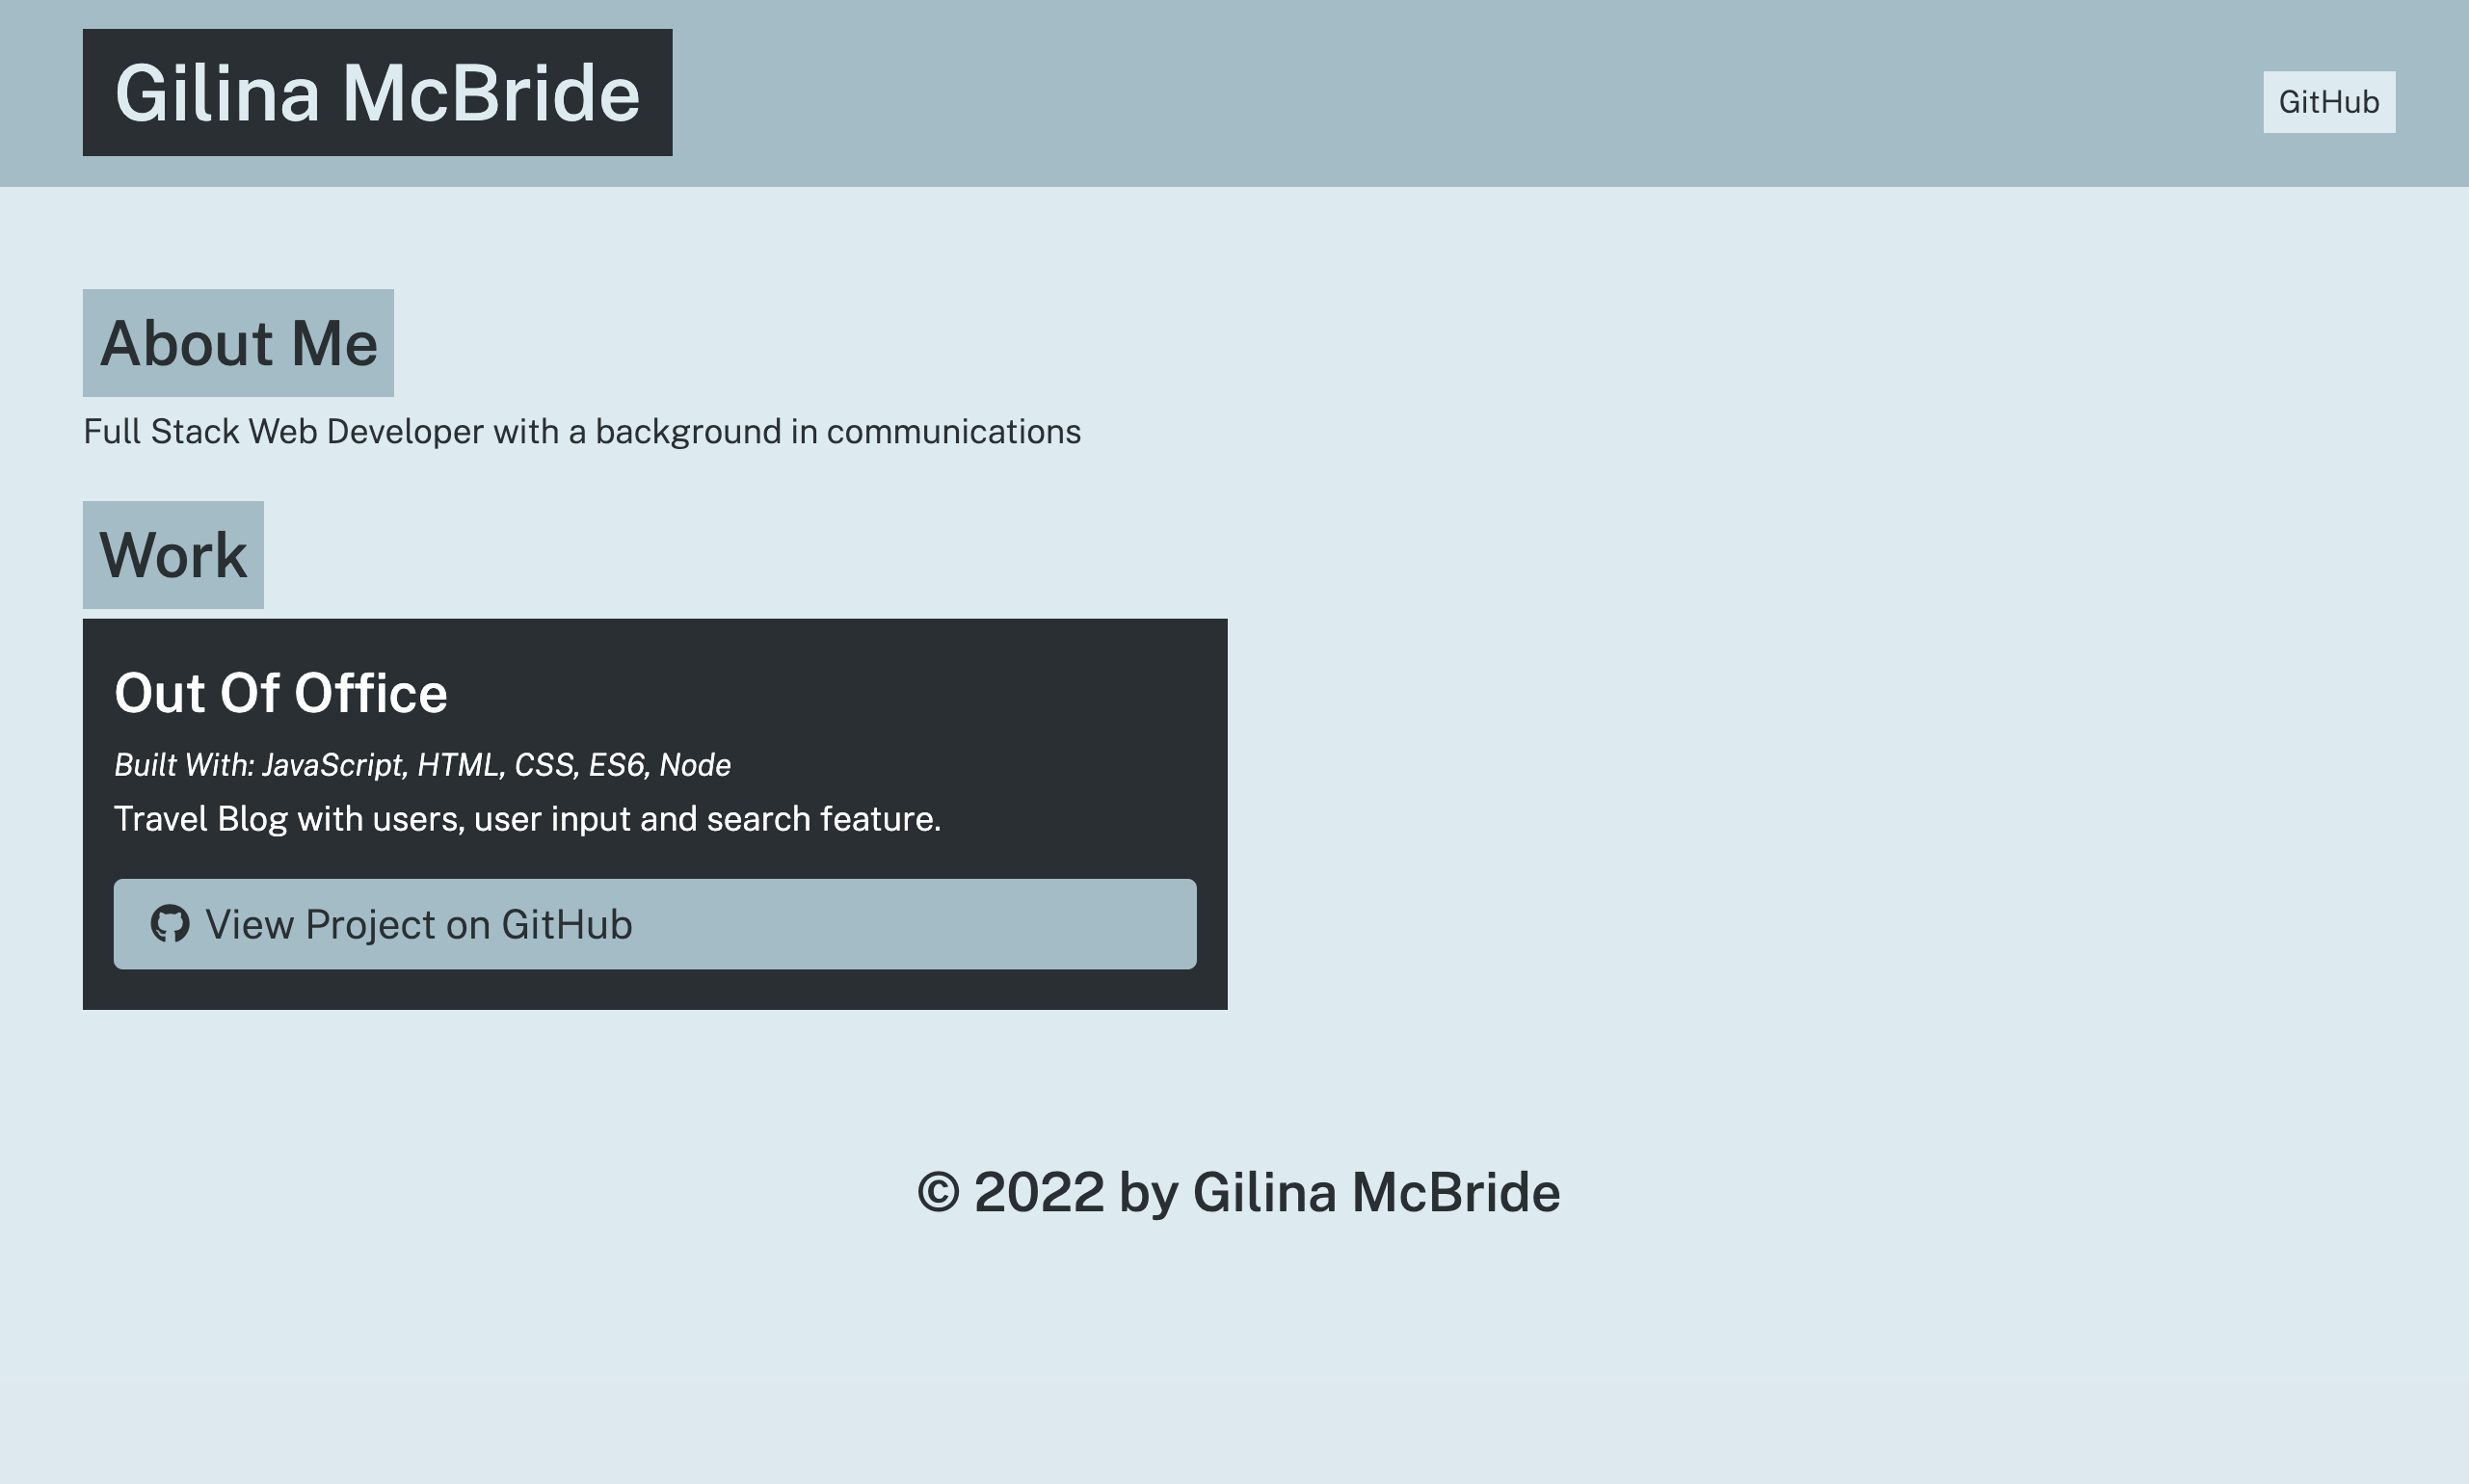 Gilina McBride
GitHub
About Me
Full Stack Web Developer with a background in communications
Work
Out Of Office
Built With: JavaScript, HTML, CSS, ES6, Node
Travel Blog with users, user input and search feature.
View Project on GitHub
© 2022 by Gilina McBride